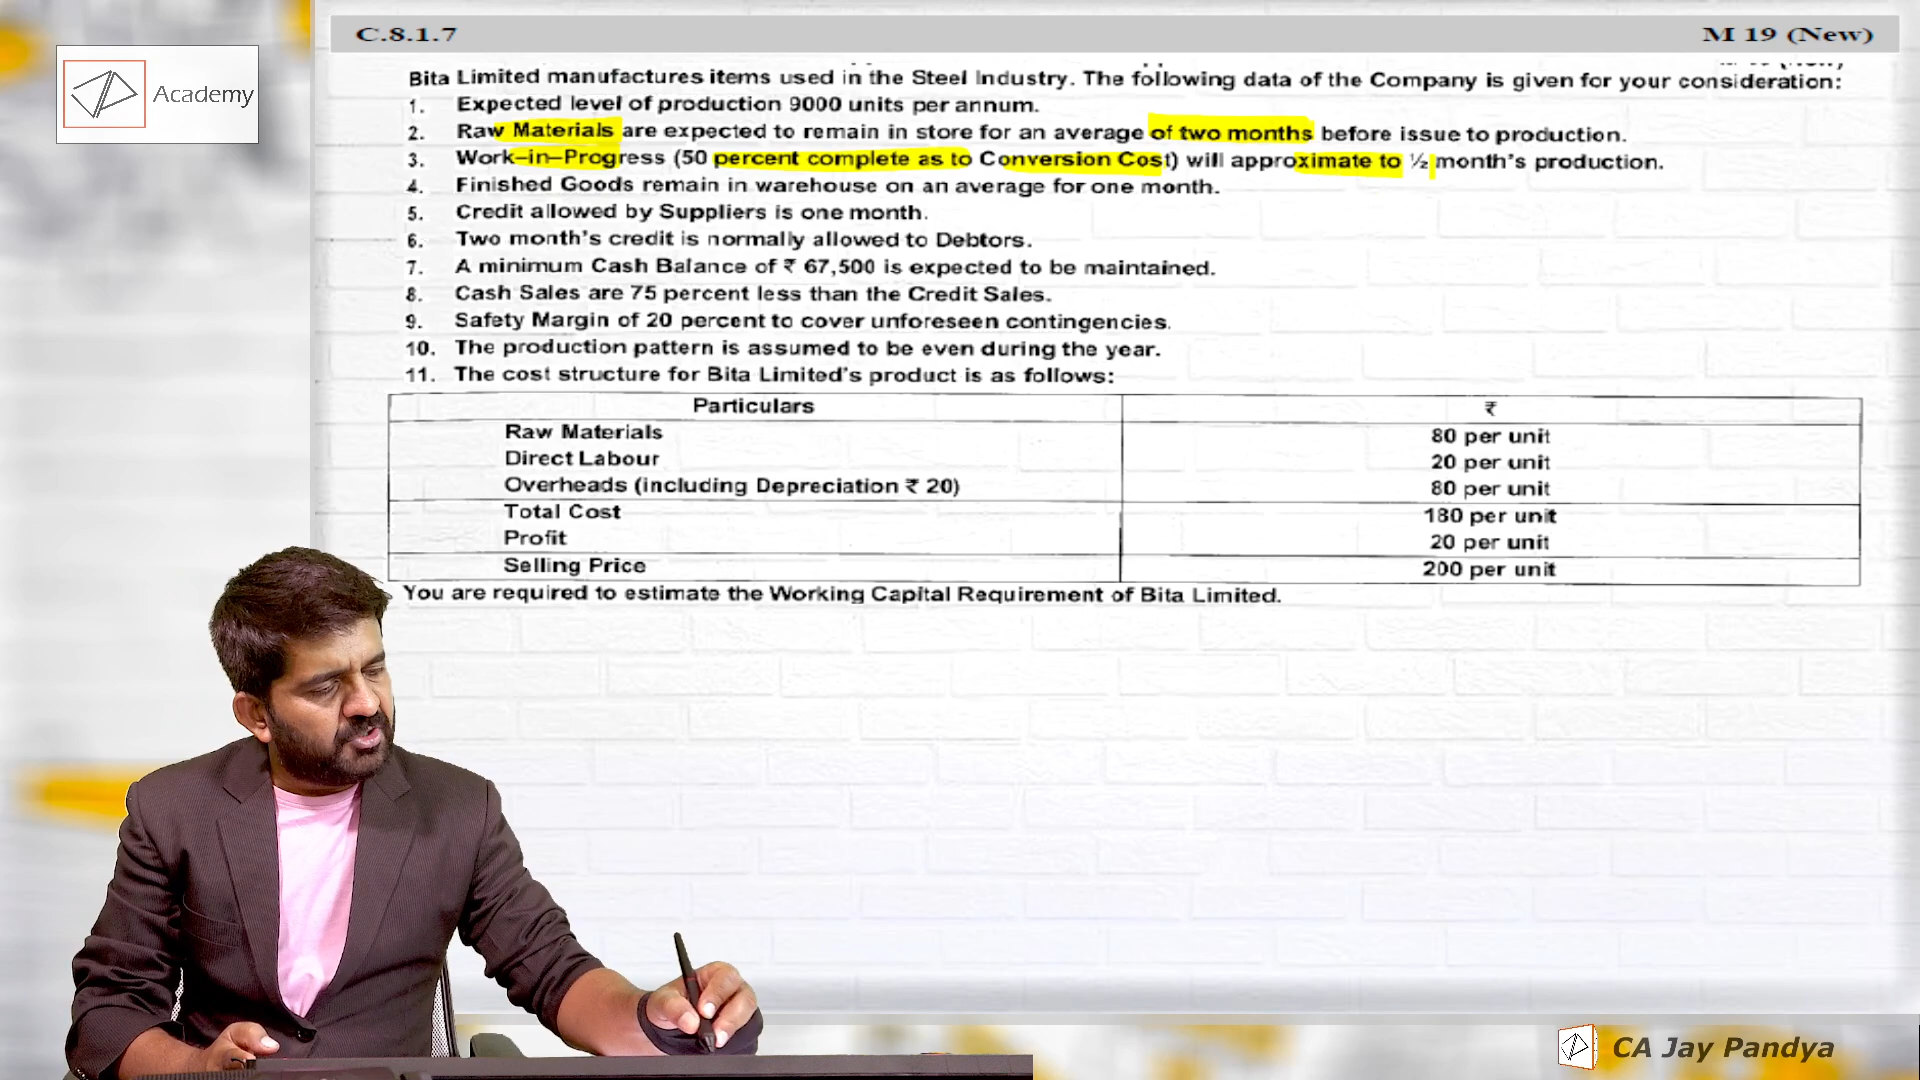 C.8.1.7 M 19 (New)
Academy
Bita Limited manufactures items used in the Steel Industry. The following data of the Company is given for your consideration:
1. Expected level of production 9000 units per annum.
2. Raw Materials are expected to remain in store for an average of two months before issue to production.
3. Work–in–Progress (50 percent complete as to Conversion Cost) will approximate to ½ month's production.
4. Finished Goods remain in warehouse on an average for one month.
5. Credit allowed by Suppliers is one month.
6. Two month's credit is normally allowed to Debtors.
7. A minimum Cash Balance of ₹ 67,500 is expected to be maintained.
8. Cash Sales are 75 percent less than the Credit Sales.
9. Safety Margin of 20 percent to cover unforeseen contingencies.
10. The production pattern is assumed to be even during the year.
11. The cost structure for Bita Limited's product is as follows:
Particulars ₹
Raw Materials 80 per unit
Direct Labour 20 per unit
Overheads (including Depreciation ₹ 20) 80 per unit
Total Cost 180 per unit
Profit 20 per unit
Selling Price 200 per unit
You are required to estimate the Working Capital Requirement of Bita Limited.
CA Jay Pandya